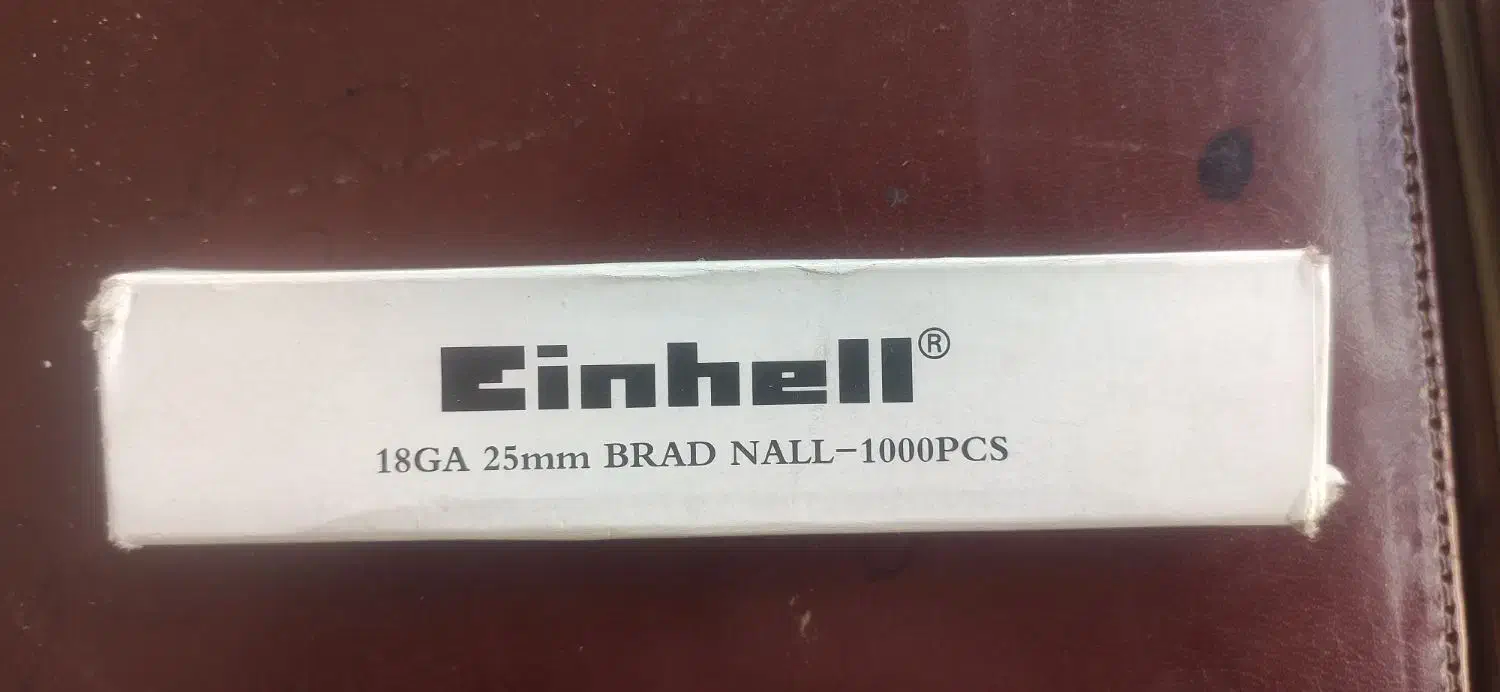 Einhell®
18GA 25mm BRAD NALL-1000PCS